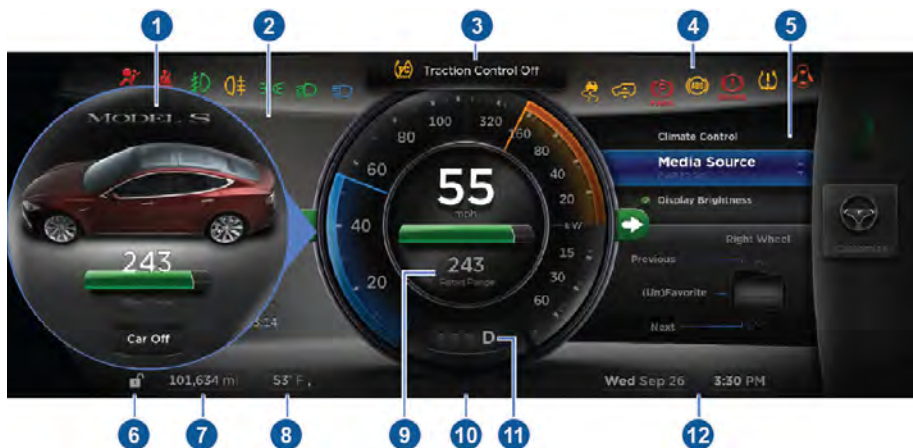 1
2
3
4
5
Traction Control Off
MODEL S
243
Car Off
6
101,634 mi
7
53° F
8
100
320
160
80
80
60
40
40
20
20
kW
15
30
60
55
mph
243
Rated Range
9
D
10
11
Climate Control
Media Source
Display Brightness
Right Wheel
Previous
(Un)Favorite
Next
Customize
ABS
Wed Sep 26
3:30 PM
12